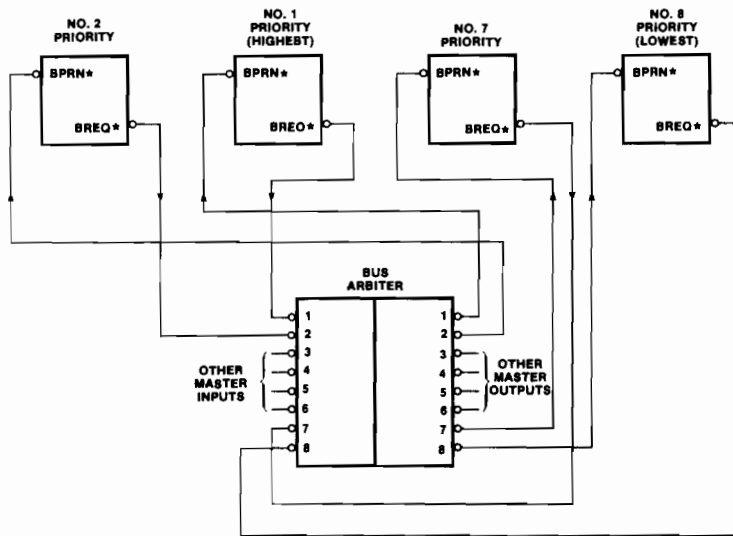 NO. 2
PRIORITY
NO. 1
PRIORITY
(HIGHEST)
NO. 7
PRIORITY
NO. 8
PRIORITY
(LOWEST)
BPRN*
BREQ*
BPRN*
BREQ*
BPRN*
BREQ*
BPRN*
BREQ*
BUS
ARBITER
1
2
3
4
5
6
7
8
1
2
3
4
5
6
7
8
OTHER
MASTER
INPUTS
OTHER
MASTER
OUTPUTS